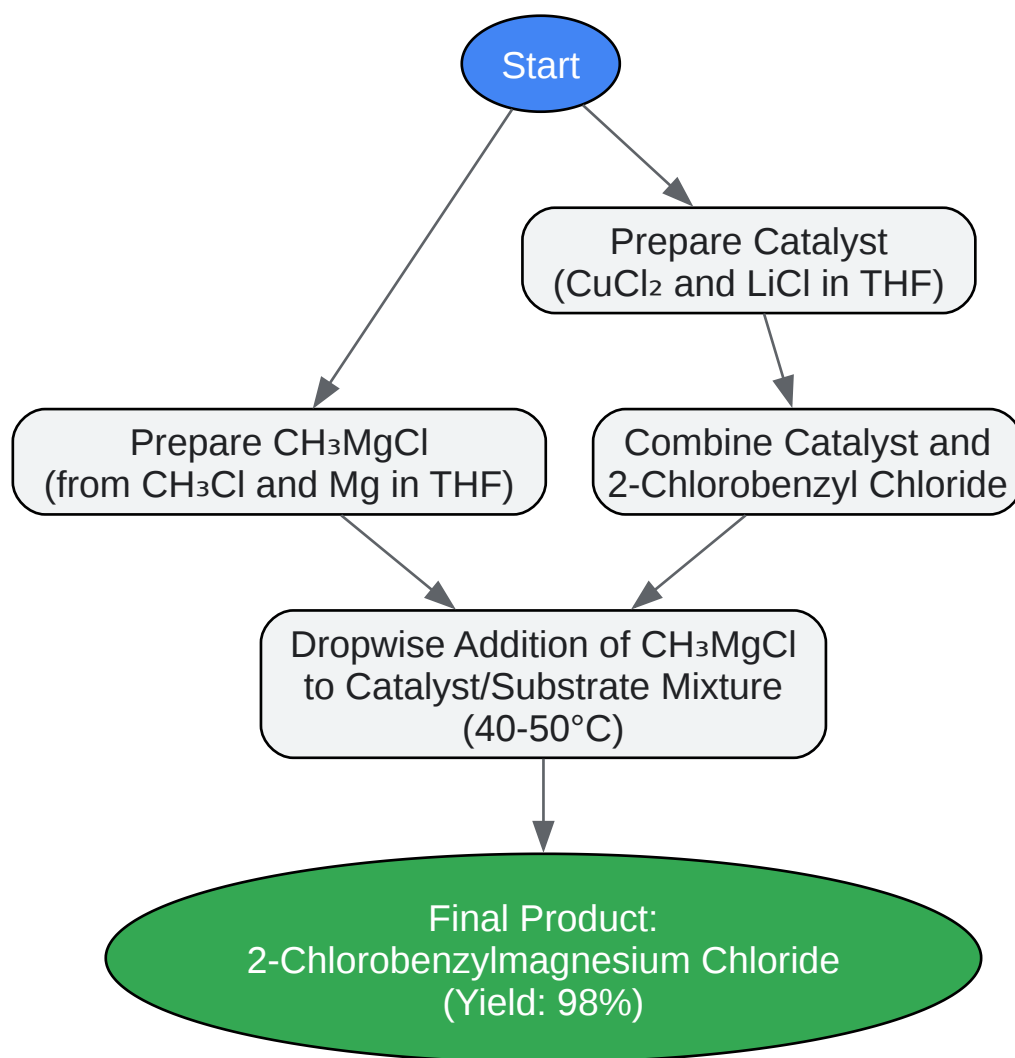 Start
Prepare Catalyst
(CuCl₂ and LiCl in THF)
Prepare CH₃MgCl
(from CH₃Cl and Mg in THF)
Combine Catalyst and
2-Chlorobenzyl Chloride
Dropwise Addition of CH₃MgCl
to Catalyst/Substrate Mixture
(40-50°C)
Final Product:
2-Chlorobenzylmagnesium Chloride
(Yield: 98%)